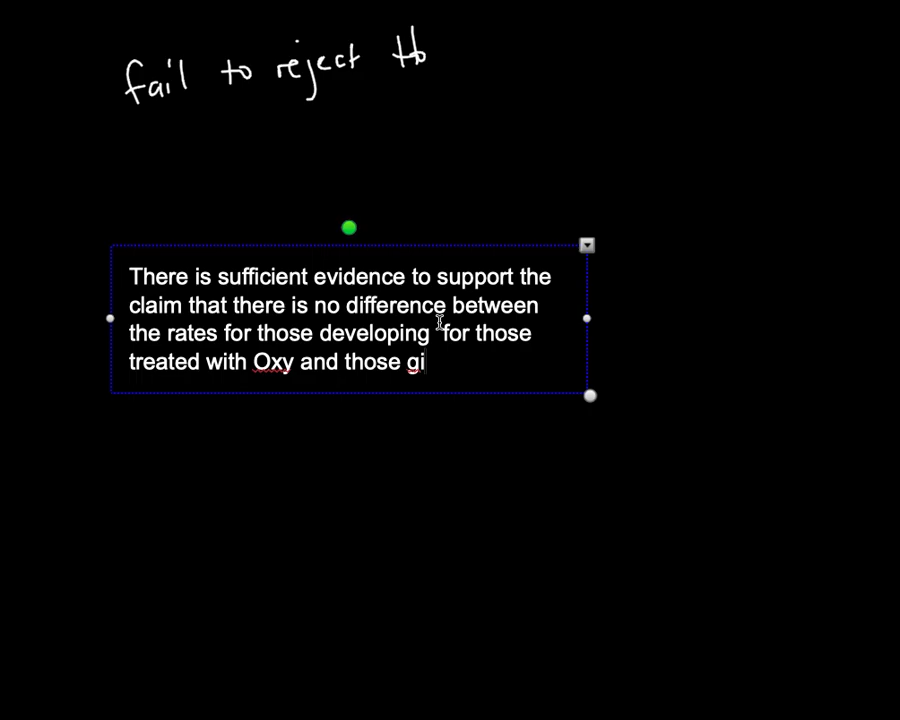 fail to reject Ho
There is sufficient evidence to support the
claim that there is no difference between
the rates for those developing for those
treated with Oxy and those gi